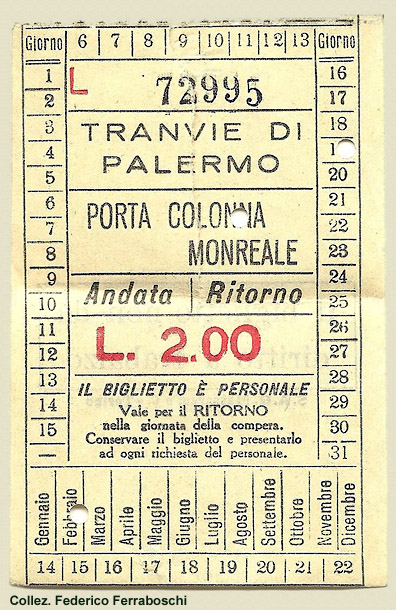 Giorno 6 7 8 9 10 11 12 13 Giorno
1 16
2 17
3 18
4
5 20
6 21
7 22
8 23
9 24
10 25
11 26
12 27
13 28
14 29
15 30
— 31
L 72995
TRANVIE DI
PALERMO
PORTA COLONNA
MONREALE
Andata Ritorno
L. 2.00
IL BIGLIETTO È PERSONALE
Vale per il RITORNO
nella giornata della compera.
Conservare il biglietto e presentarlo
ad ogni richiesta del personale.
Gennaio Febbraio Marzo Aprile Maggio Giugno Luglio Agosto Settembre Ottobre Novembre Dicembre
14 15 16 17 18 19 20 21 22
Collez. Federico Ferraboschi